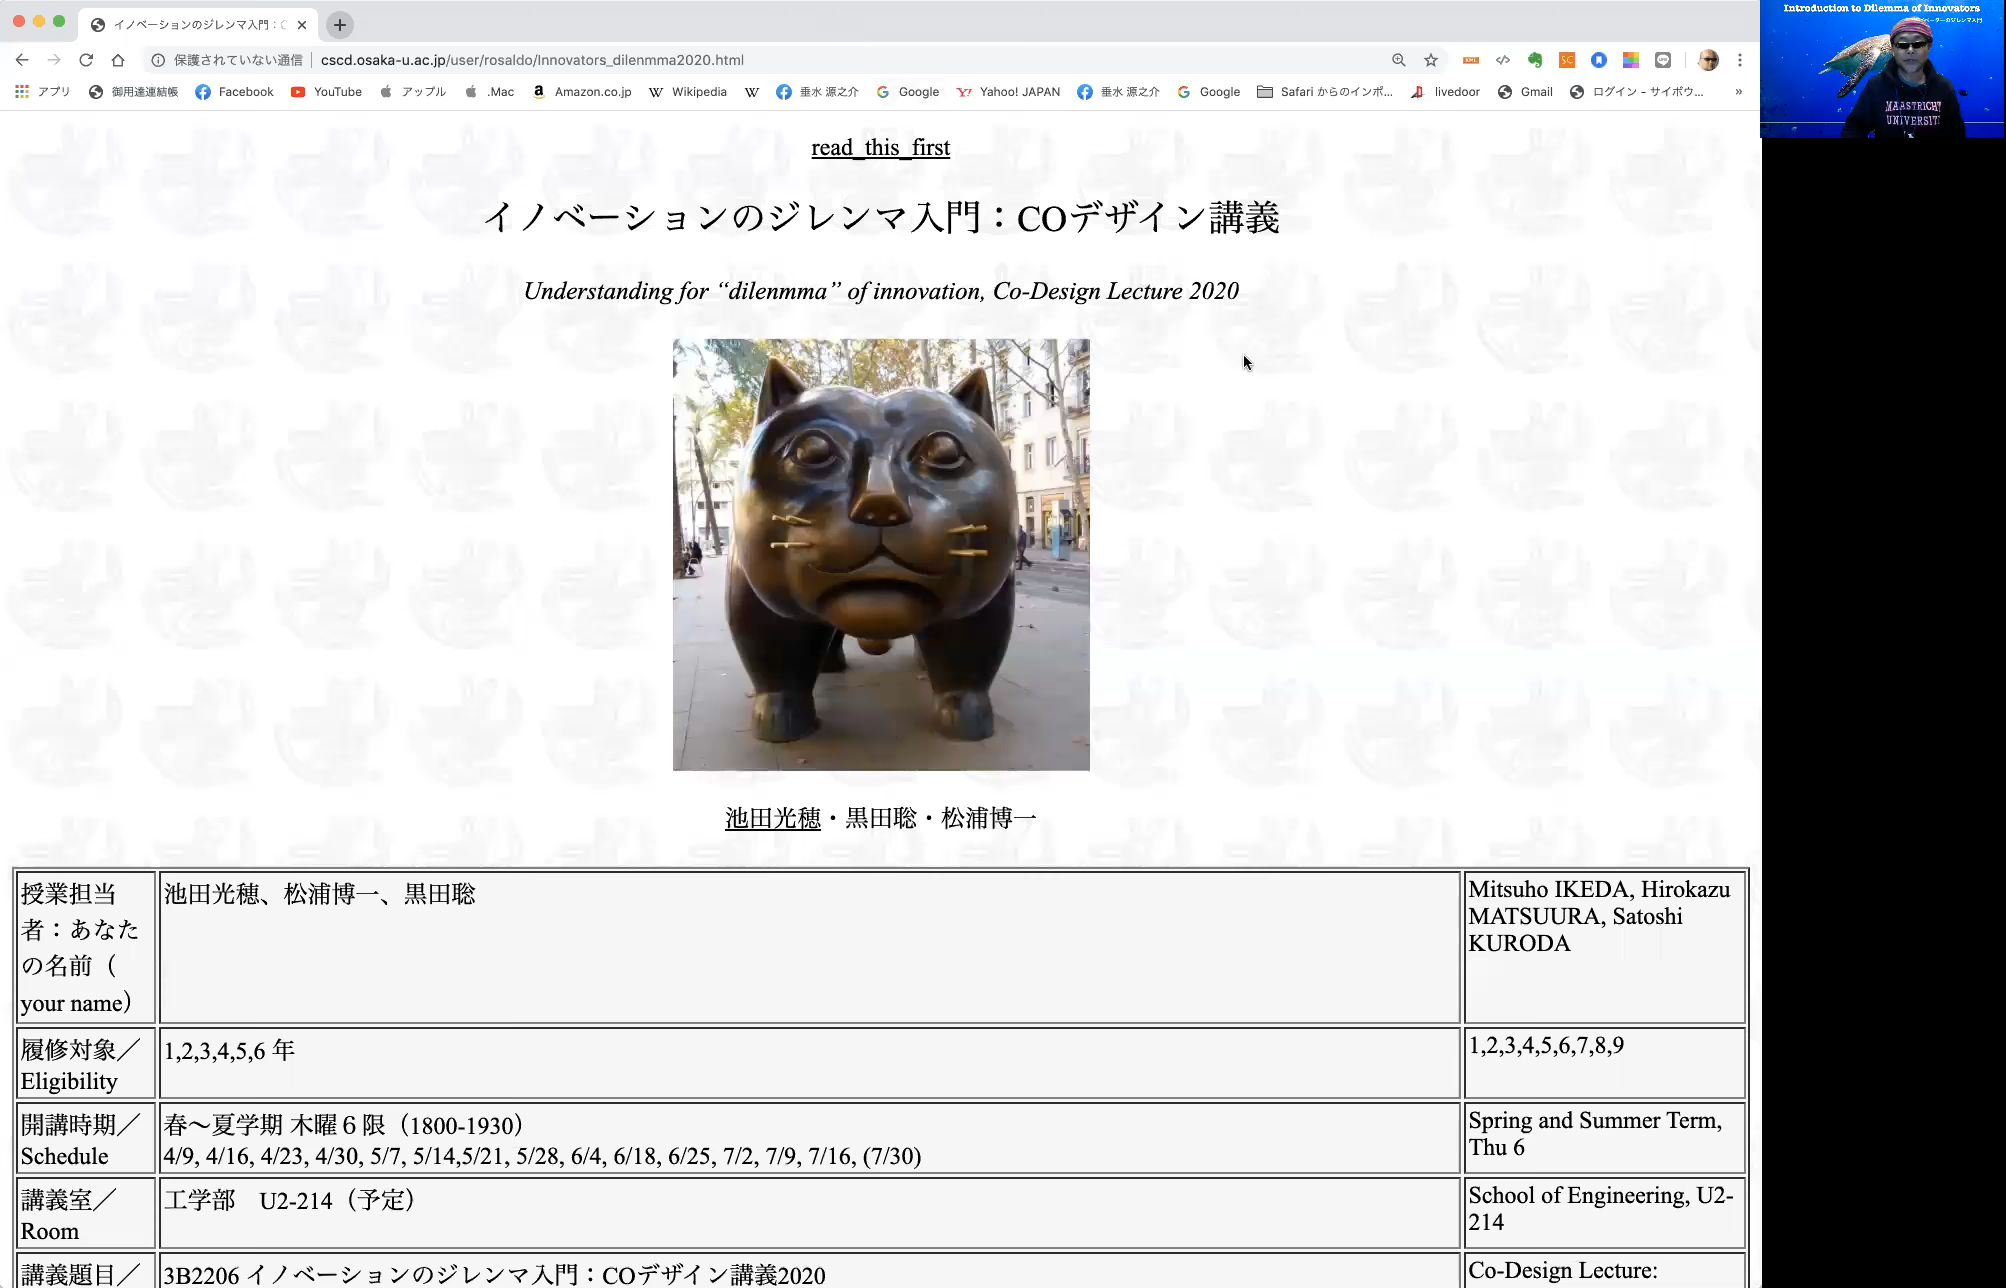 イノベーションのジレンマ入門：C
保護されていない通信 | cscd.osaka-u.ac.jp/user/rosaldo/Innovators_dilenmma2020.html
アプリ 御用達連結帳 Facebook YouTube アップル .Mac Amazon.co.jp Wikipedia 垂水 源之介 Google Yahoo! JAPAN 垂水 源之介 Google Safari からのインポ... livedoor Gmail ログイン - サイボウ... »
Introduction to Dilemma of Innovators
MAASTRICHT
UNIVERSIT
read_this_first
イノベーションのジレンマ入門：COデザイン講義
Understanding for “dilenmma” of innovation, Co-Design Lecture 2020
池田光穂・黒田聡・松浦博一
授業担当
者：あなた
の名前（
your name）
池田光穂、松浦博一、黒田聡
Mitsuho IKEDA, Hirokazu
MATSUURA, Satoshi
KURODA
履修対象／
Eligibility
1,2,3,4,5,6 年
1,2,3,4,5,6,7,8,9
開講時期／
Schedule
春〜夏学期 木曜６限（1800-1930）
4/9, 4/16, 4/23, 4/30, 5/7, 5/14,5/21, 5/28, 6/4, 6/18, 6/25, 7/2, 7/9, 7/16, (7/30)
Spring and Summer Term,
Thu 6
講義室／
Room
工学部　U2-214（予定）
School of Engineering, U2-
214
講義題目／
3B2206 イノベーションのジレンマ入門：COデザイン講義2020
Co-Design Lecture: